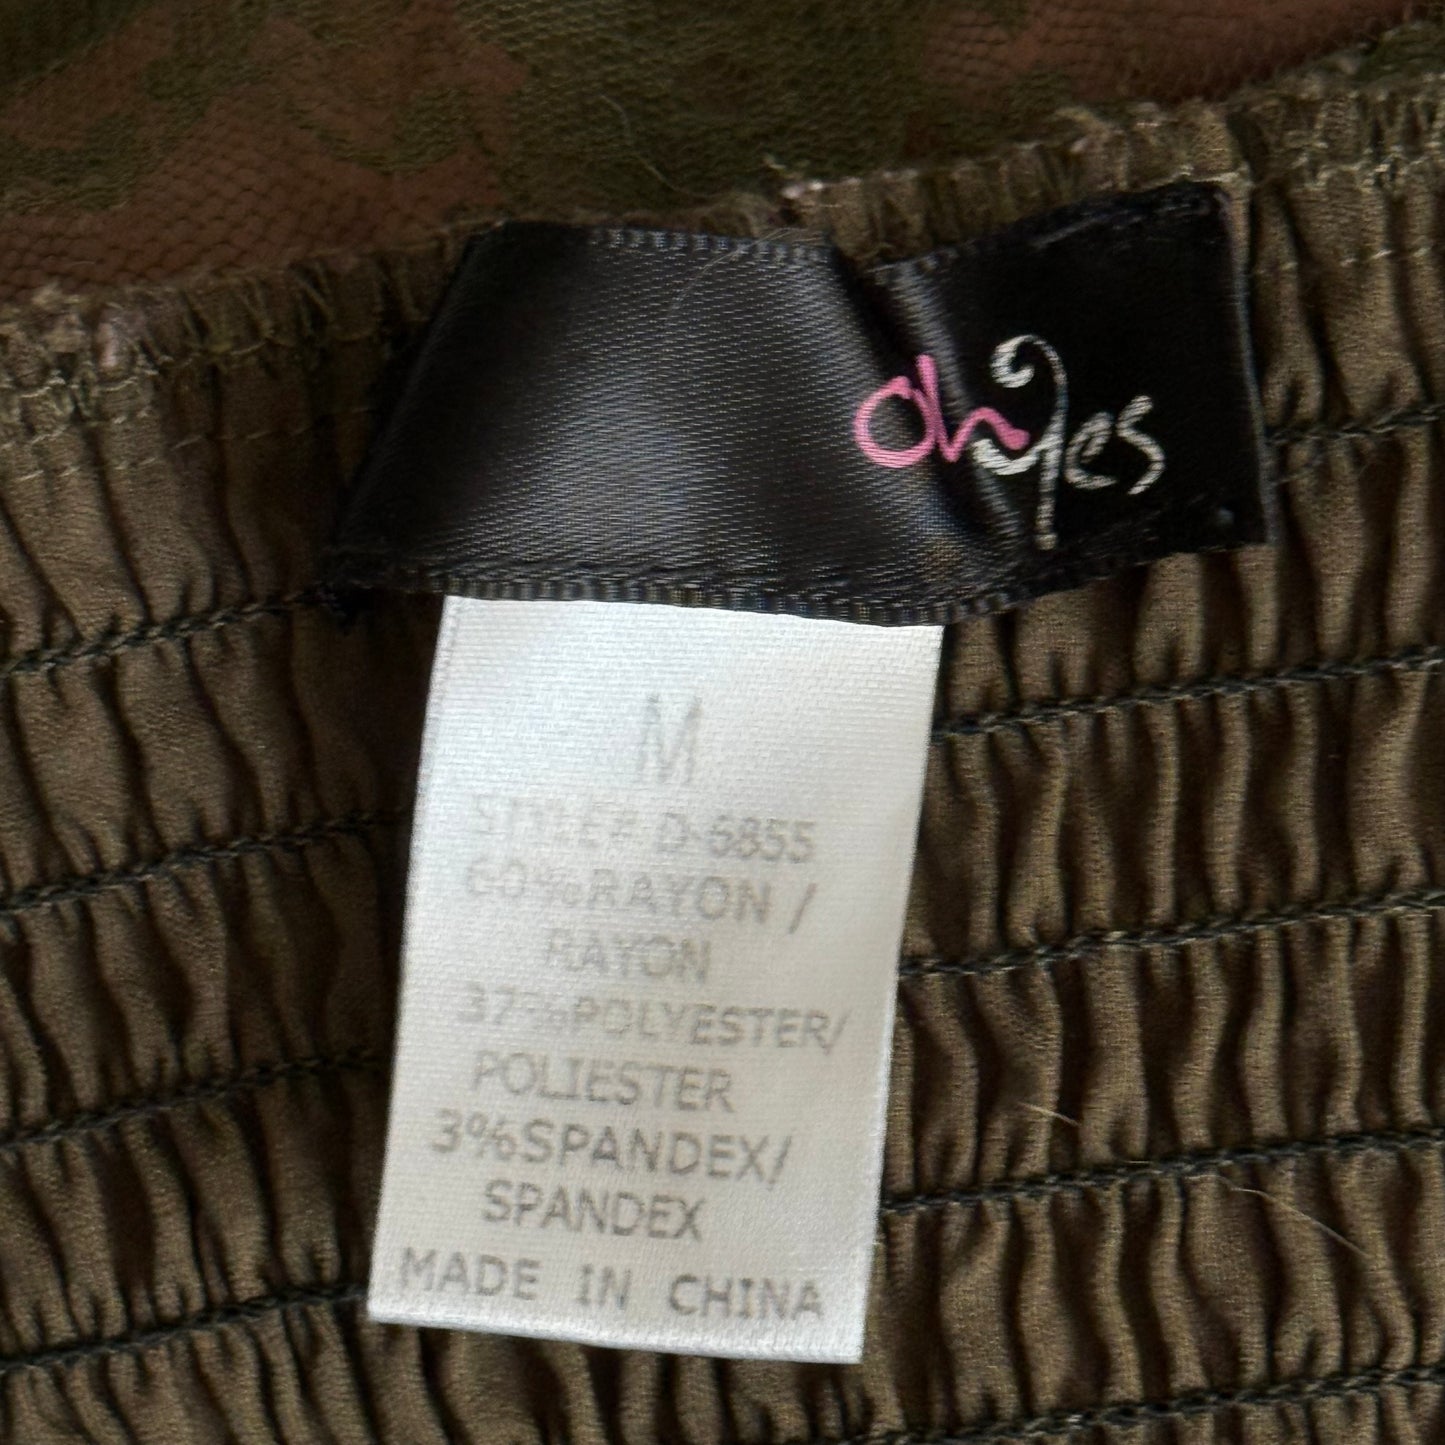 oh yes
M
STYLE# D-6855
60%RAYON /
RAYON
37%POLYESTER/
POLIESTER
3%SPANDEX/
SPANDEX
MADE IN CHINA